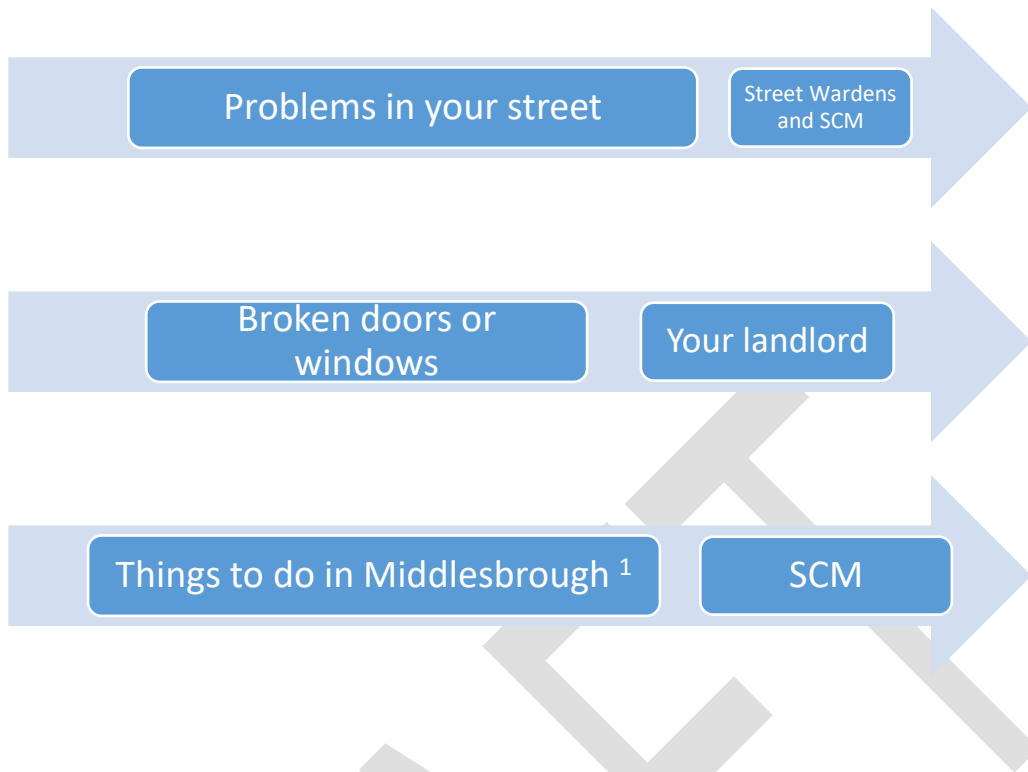 Problems in your street
Street Wardens
and SCM
Broken doors or
windows
Your landlord
Things to do in Middlesbrough ¹
SCM